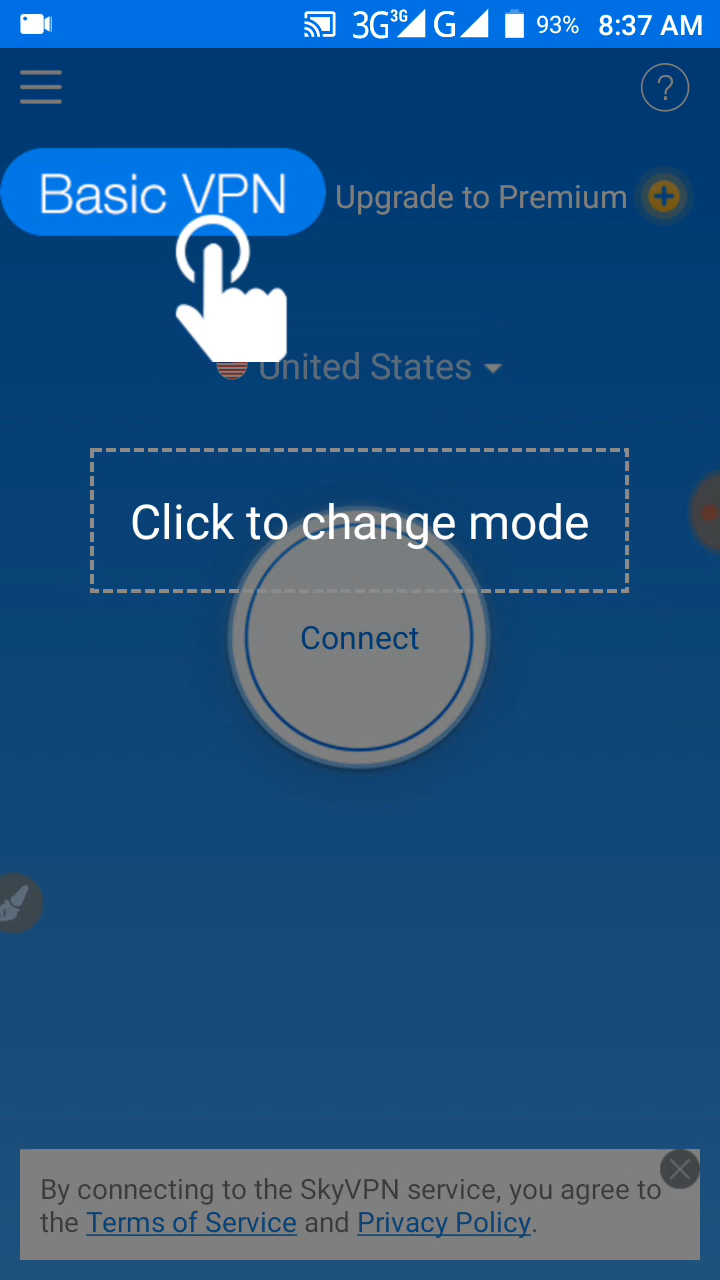 3G 3G G 93% 8:37 AM
?
Basic VPN Upgrade to Premium
United States
Click to change mode
Connect
By connecting to the SkyVPN service, you agree to
the Terms of Service and Privacy Policy.